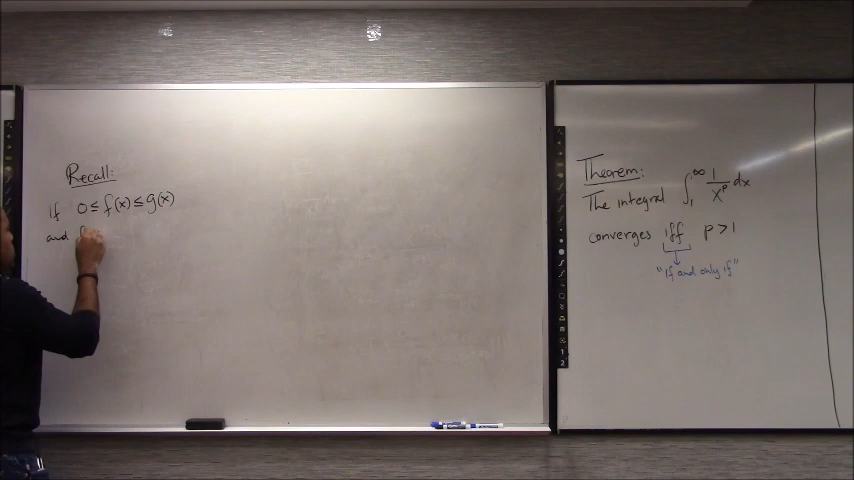 Recall:
If 0 ≤ f(x) ≤ g(x)
and
Theorem:
The integral ∫₁^∞ 1/x^p dx
converges iff p > 1
"if and only if"